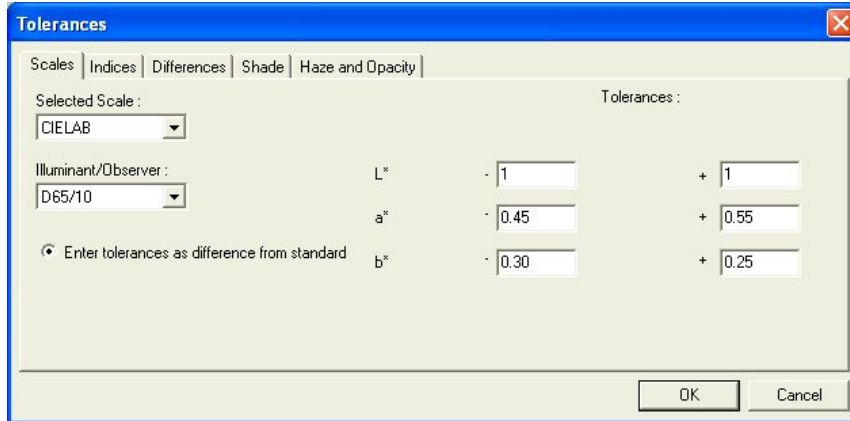 Tolerances
Scales Indices Differences Shade Haze and Opacity
Selected Scale : Tolerances :
CIELAB
Illuminant/Observer :
D65/10
L* - 1 + 1
a* - 0.45 + 0.55
Enter tolerances as difference from standard
b* - 0.30 + 0.25
OK Cancel